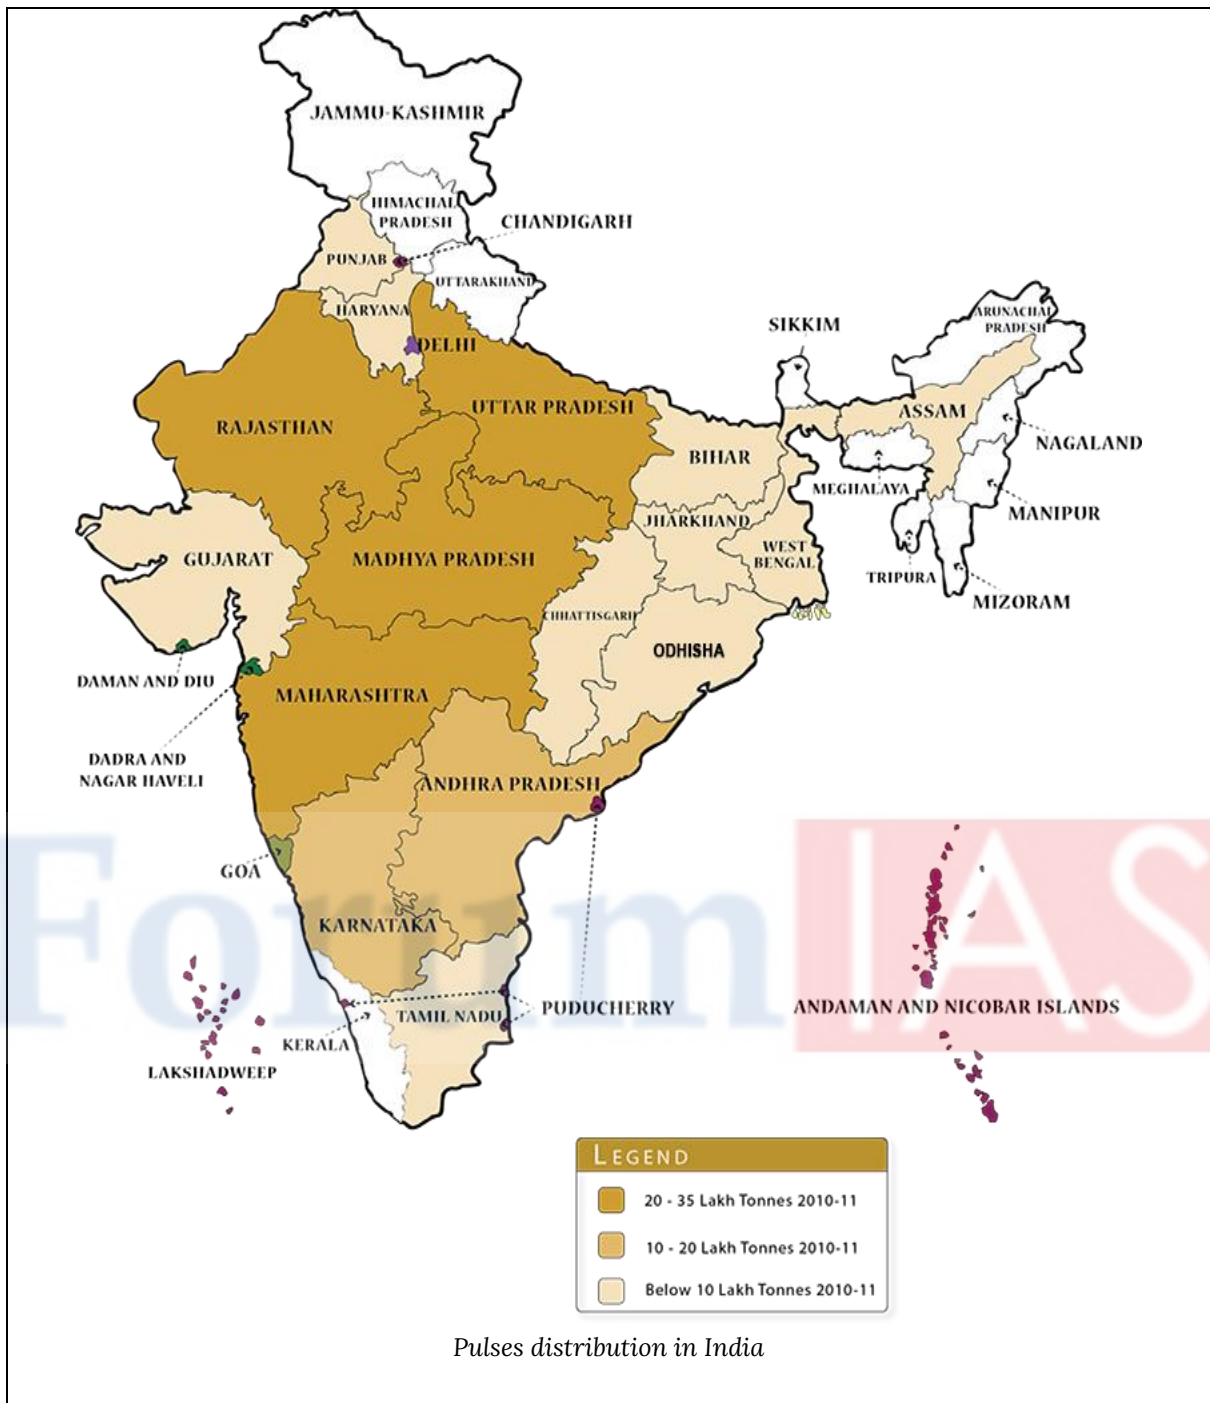 JAMMU-KASHMIR
HIMACHAL
PRADESH
CHANDIGARH
PUNJAB
UTTARAKHAND
HARYANA
DELHI
SIKKIM
ARUNACHAL
PRADESH
RAJASTHAN
UTTAR PRADESH
ASSAM
NAGALAND
BIHAR
MEGHALAYA
MANIPUR
JHARKHAND
GUJARAT
MADHYA PRADESH
WEST
BENGAL
TRIPURA
MIZORAM
CHHATTISGARH
ODHISHA
DAMAN AND DIU
MAHARASHTRA
DADRA AND
NAGAR HAVELI
ANDHRA PRADESH
GOA
KARNATAKA
ForumIAS
PUDUCHERRY
ANDAMAN AND NICOBAR ISLANDS
TAMIL NADU
KERALA
LAKSHADWEEP
LEGEND
20 - 35 Lakh Tonnes 2010-11
10 - 20 Lakh Tonnes 2010-11
Below 10 Lakh Tonnes 2010-11
Pulses distribution in India